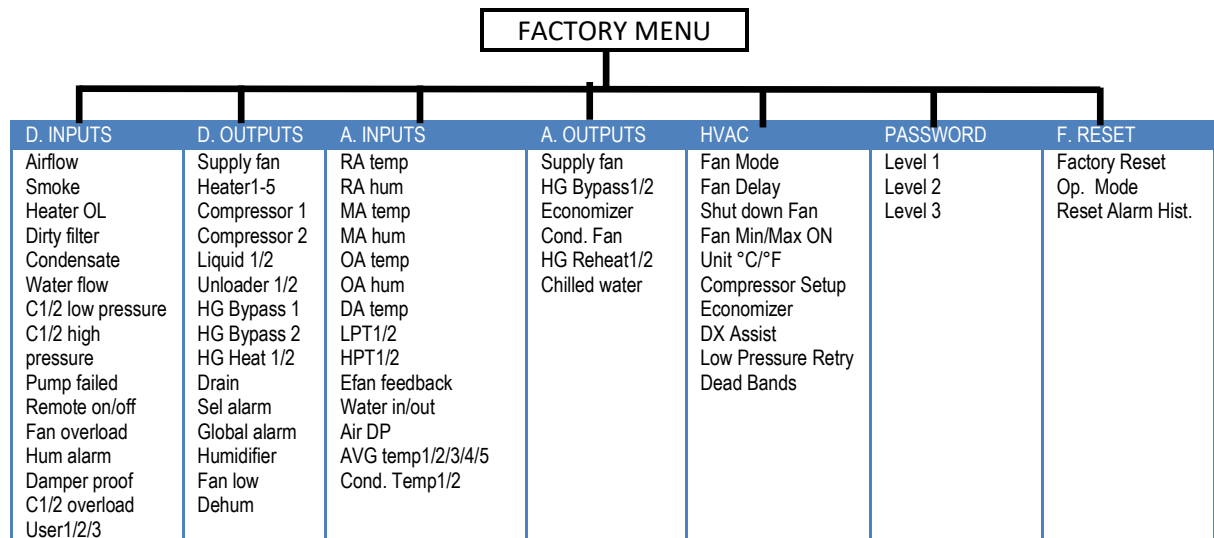 FACTORY MENU
D. INPUTS
Airflow
Smoke
Heater OL
Dirty filter
Condensate
Water flow
C1/2 low pressure
C1/2 high
pressure
Pump failed
Remote on/off
Fan overload
Hum alarm
Damper proof
C1/2 overload
User1/2/3
D. OUTPUTS
Supply fan
Heater1-5
Compressor 1
Compressor 2
Liquid 1/2
Unloader 1/2
HG Bypass 1
HG Bypass 2
HG Heat 1/2
Drain
Sel alarm
Global alarm
Humidifier
Fan low
Dehum
A. INPUTS
RA temp
RA hum
MA temp
MA hum
OA temp
OA hum
DA temp
LPT1/2
HPT1/2
Efan feedback
Water in/out
Air DP
AVG temp1/2/3/4/5
Cond. Temp1/2
A. OUTPUTS
Supply fan
HG Bypass1/2
Economizer
Cond. Fan
HG Reheat1/2
Chilled water
HVAC
Fan Mode
Fan Delay
Shut down Fan
Fan Min/Max ON
Unit °C/°F
Compressor Setup
Economizer
DX Assist
Low Pressure Retry
Dead Bands
PASSWORD
Level 1
Level 2
Level 3
F. RESET
Factory Reset
Op. Mode
Reset Alarm Hist.